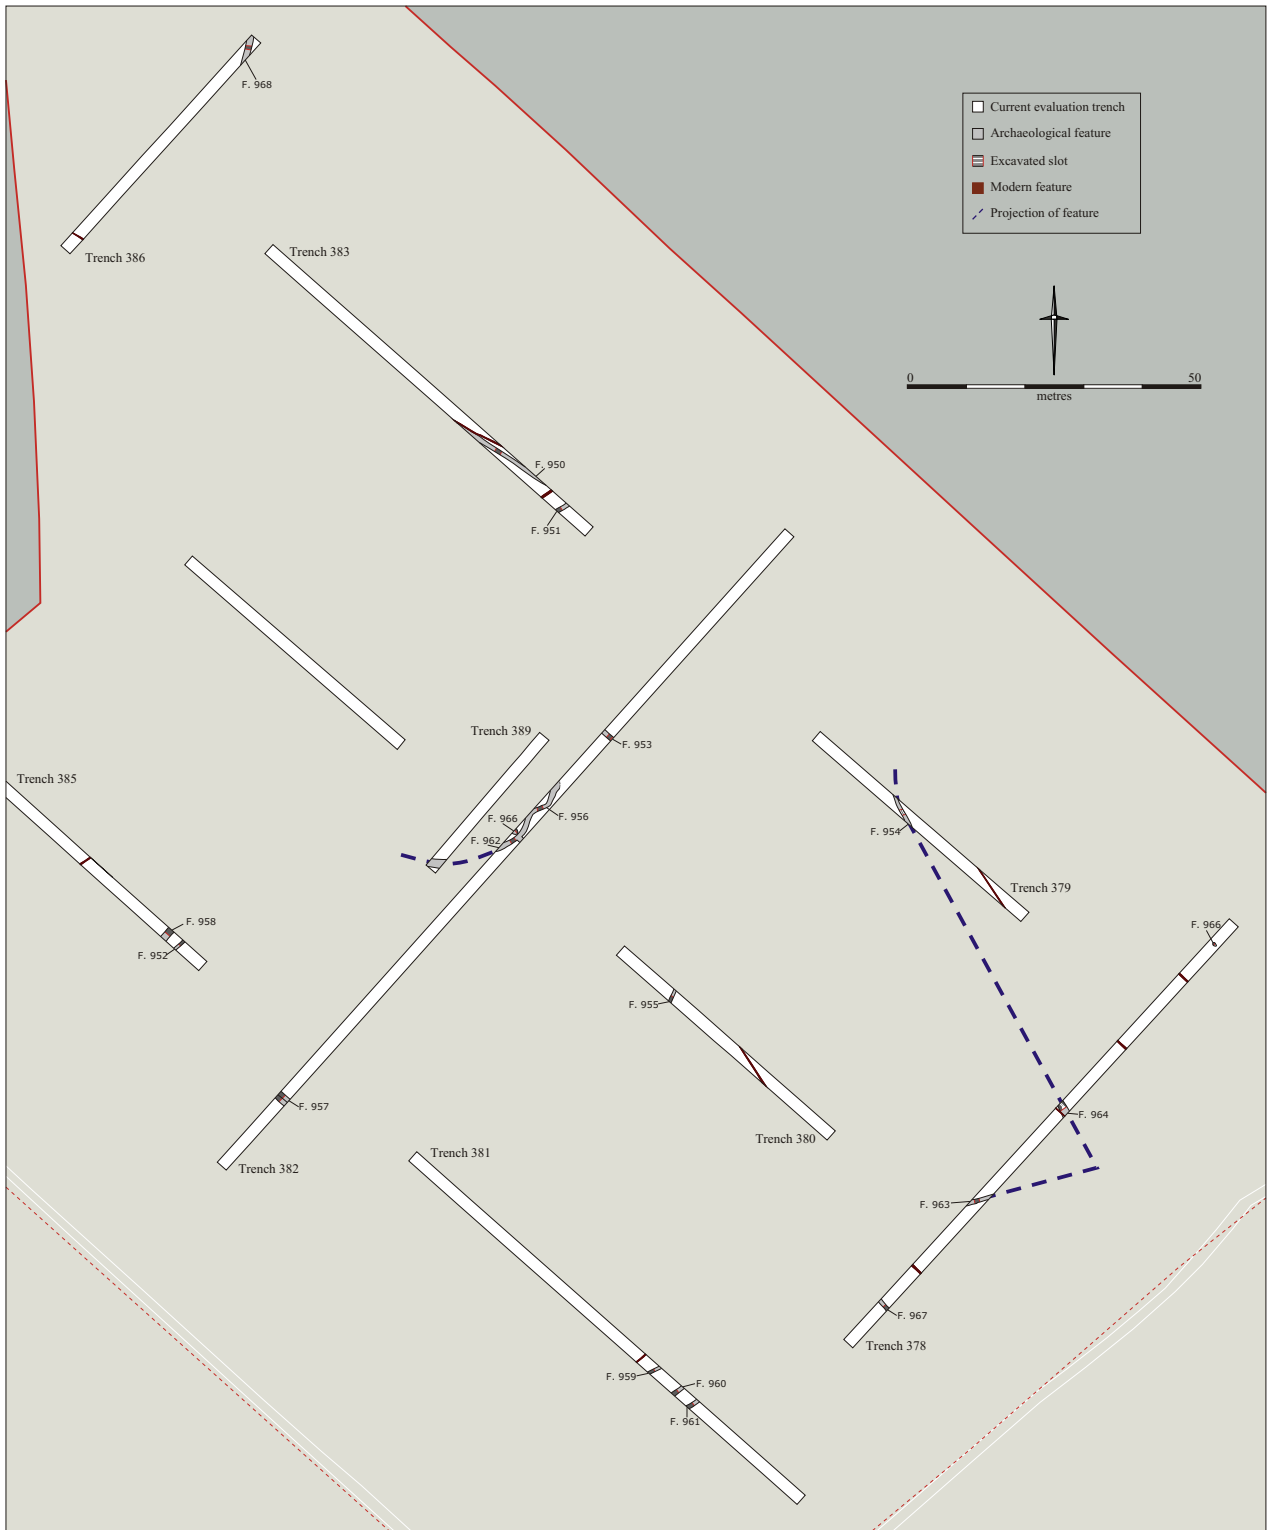 F. 968
Current evaluation trench
Archaeological feature
Excavated slot
Modern feature
Projection of feature
Trench 386
Trench 383
0 50
metres
F. 950
F. 951
Trench 389
F. 953
Trench 385
F. 966
F. 956
F. 962
F. 954
Trench 379
F. 958
F. 952
F. 966
F. 955
F. 957
F. 964
Trench 380
Trench 381
Trench 382
F. 963
F. 967
Trench 378
F. 959
F. 960
F. 961